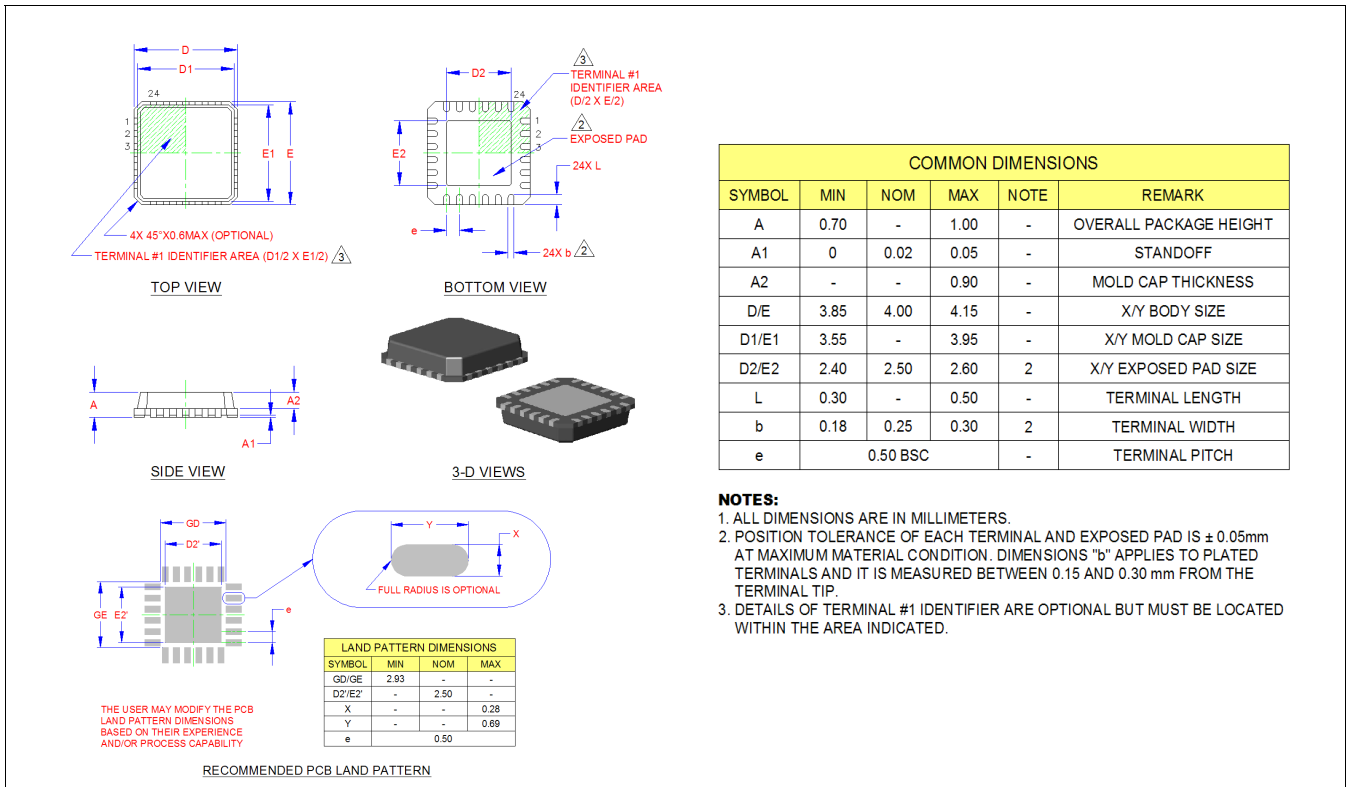 D
D1
24
1
2
3
E1
E
4X 45°X0.6MAX (OPTIONAL)
TERMINAL #1 IDENTIFIER AREA (D1/2 X E1/2) 3
TOP VIEW
D2
3
TERMINAL #1
IDENTIFIER AREA
(D/2 X E/2)
24
1
2
3
2
EXPOSED PAD
E2
24X L
e
24X b 2
BOTTOM VIEW
A
A2
A1
SIDE VIEW
3-D VIEWS
GD
D2'
GE
E2'
e
Y
X
FULL RADIUS IS OPTIONAL
LAND PATTERN DIMENSIONS
SYMBOL MIN NOM MAX
GD/GE 2.93 - -
D2'/E2' - 2.50 -
X - - 0.28
Y - - 0.69
e 0.50
THE USER MAY MODIFY THE PCB
LAND PATTERN DIMENSIONS
BASED ON THEIR EXPERIENCE
AND/OR PROCESS CAPABILITY
RECOMMENDED PCB LAND PATTERN
COMMON DIMENSIONS
SYMBOL MIN NOM MAX NOTE REMARK
A 0.70 - 1.00 - OVERALL PACKAGE HEIGHT
A1 0 0.02 0.05 - STANDOFF
A2 - - 0.90 - MOLD CAP THICKNESS
D/E 3.85 4.00 4.15 - X/Y BODY SIZE
D1/E1 3.55 - 3.95 - X/Y MOLD CAP SIZE
D2/E2 2.40 2.50 2.60 2 X/Y EXPOSED PAD SIZE
L 0.30 - 0.50 - TERMINAL LENGTH
b 0.18 0.25 0.30 2 TERMINAL WIDTH
e 0.50 BSC - TERMINAL PITCH
NOTES:
1. ALL DIMENSIONS ARE IN MILLIMETERS.
2. POSITION TOLERANCE OF EACH TERMINAL AND EXPOSED PAD IS ± 0.05mm
AT MAXIMUM MATERIAL CONDITION. DIMENSIONS "b" APPLIES TO PLATED
TERMINALS AND IT IS MEASURED BETWEEN 0.15 AND 0.30 mm FROM THE
TERMINAL TIP.
3. DETAILS OF TERMINAL #1 IDENTIFIER ARE OPTIONAL BUT MUST BE LOCATED
WITHIN THE AREA INDICATED.